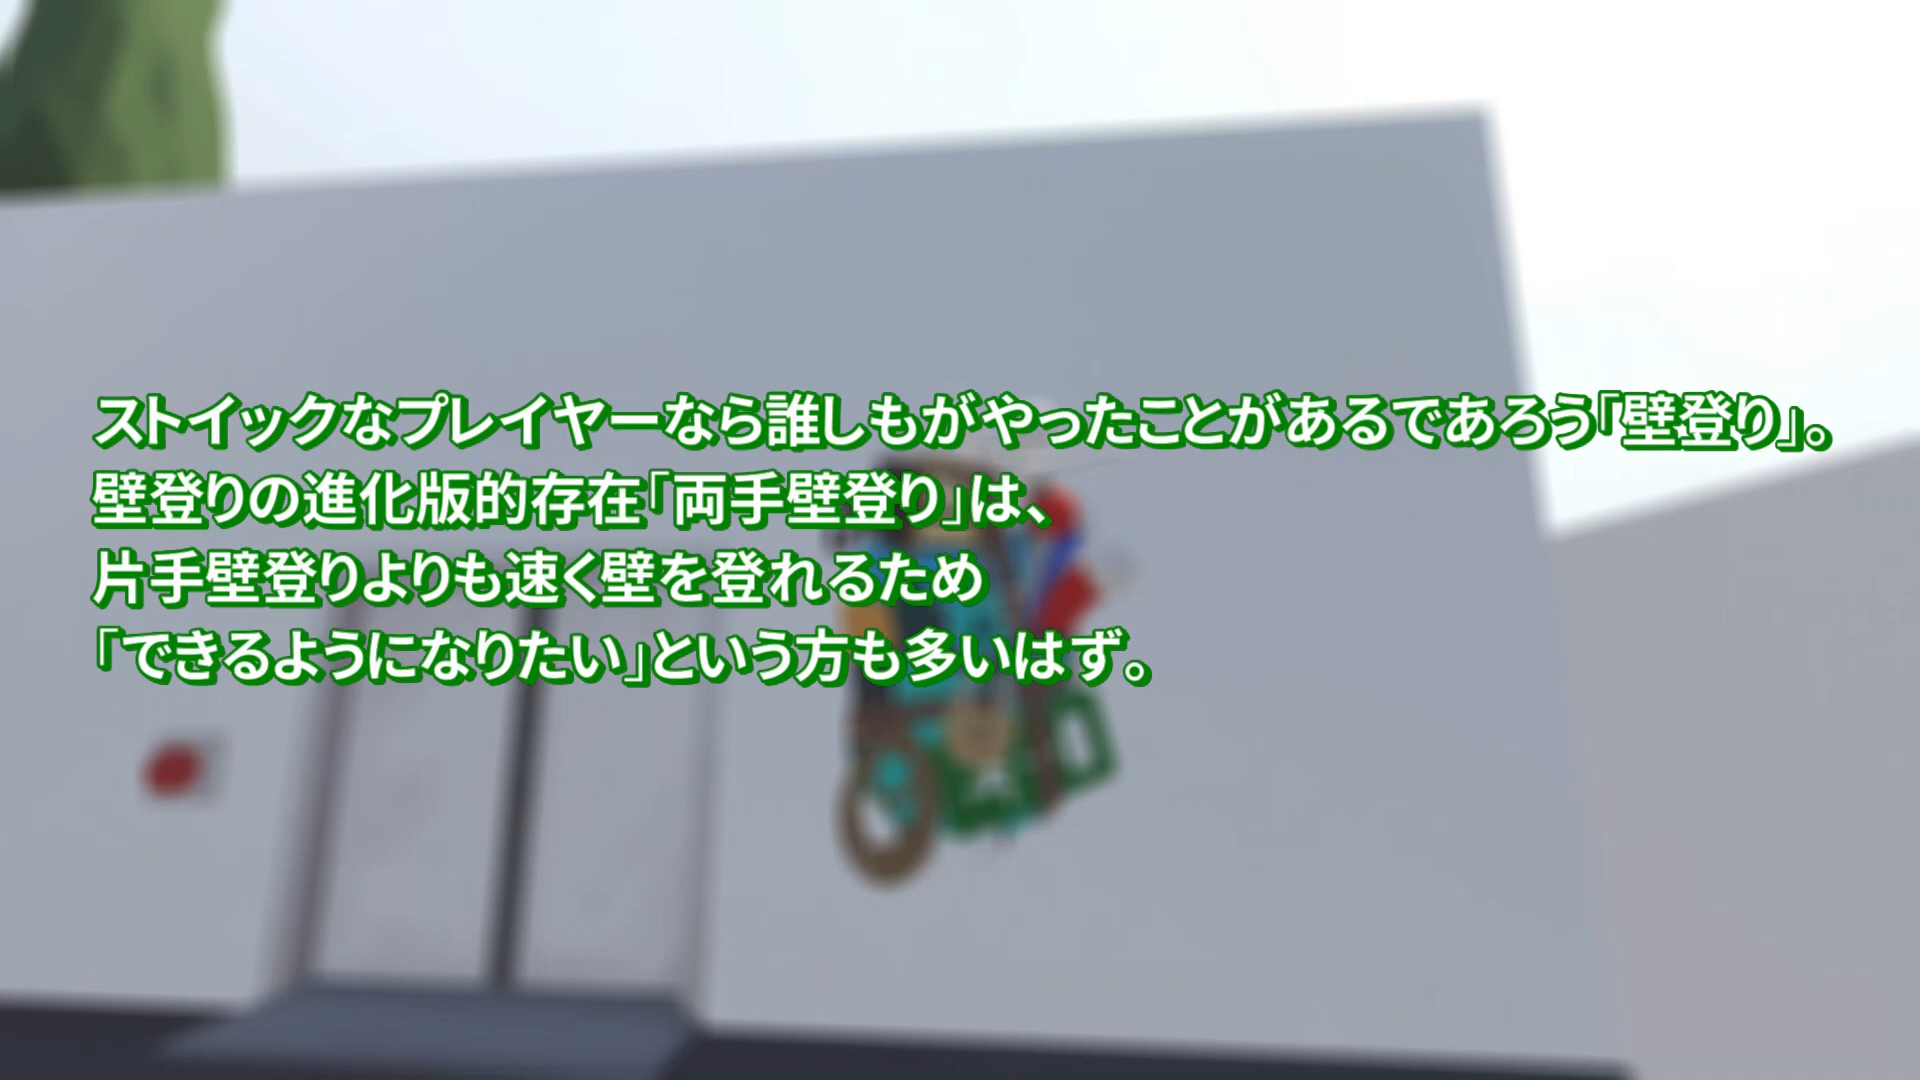 ストイックなプレイヤーなら誰しもがやったことがあるであろう「壁登り」。
壁登りの進化版的存在「両手壁登り」は、
片手壁登りよりも速く壁を登れるため
「できるようになりたい」という方も多いはず。